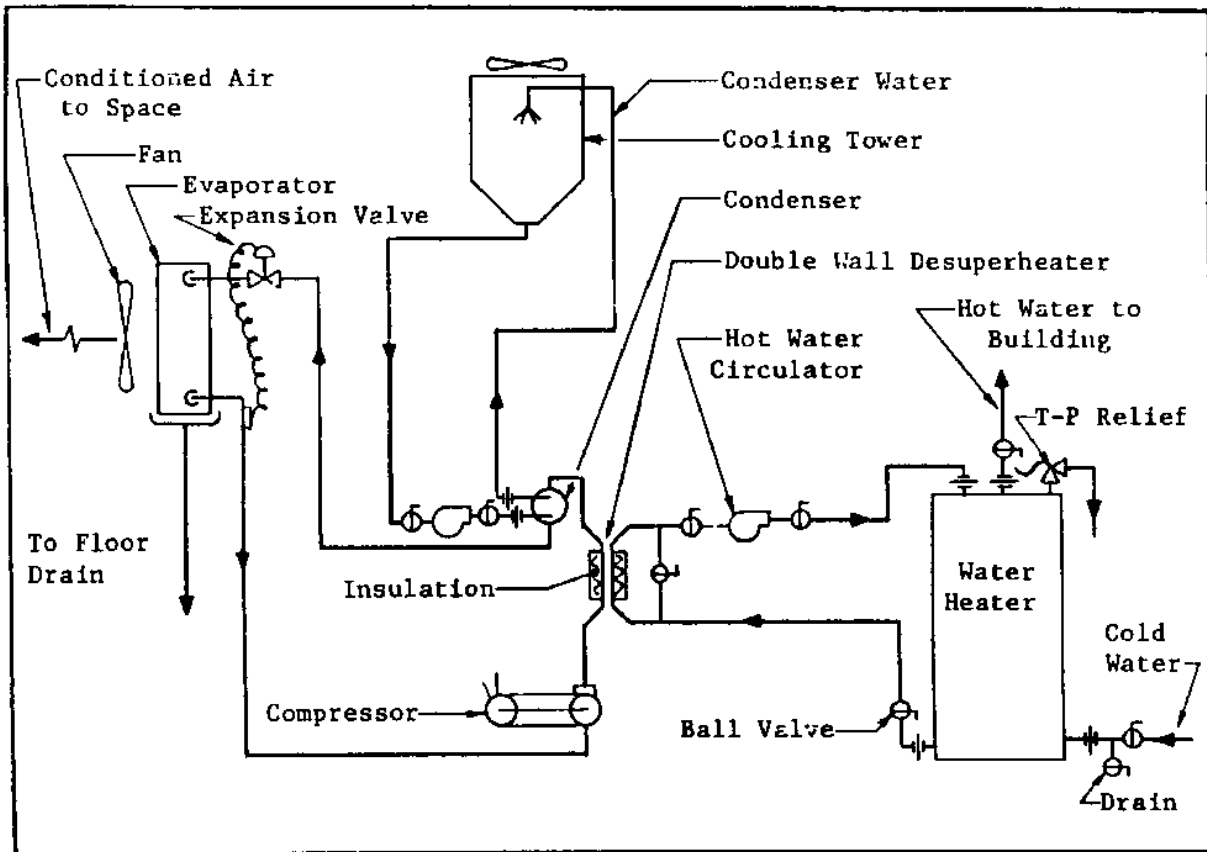 Conditioned Air
to Space
Fan
Evaporator
Expansion Valve
Condenser Water
Cooling Tower
Condenser
Double Wall Desuperheater
Hot Water to
Building
Hot Water
Circulator
T-P Relief
To Floor
Drain
Insulation
Water
Heater
Cold
Water
Compressor
Ball Valve
Drain